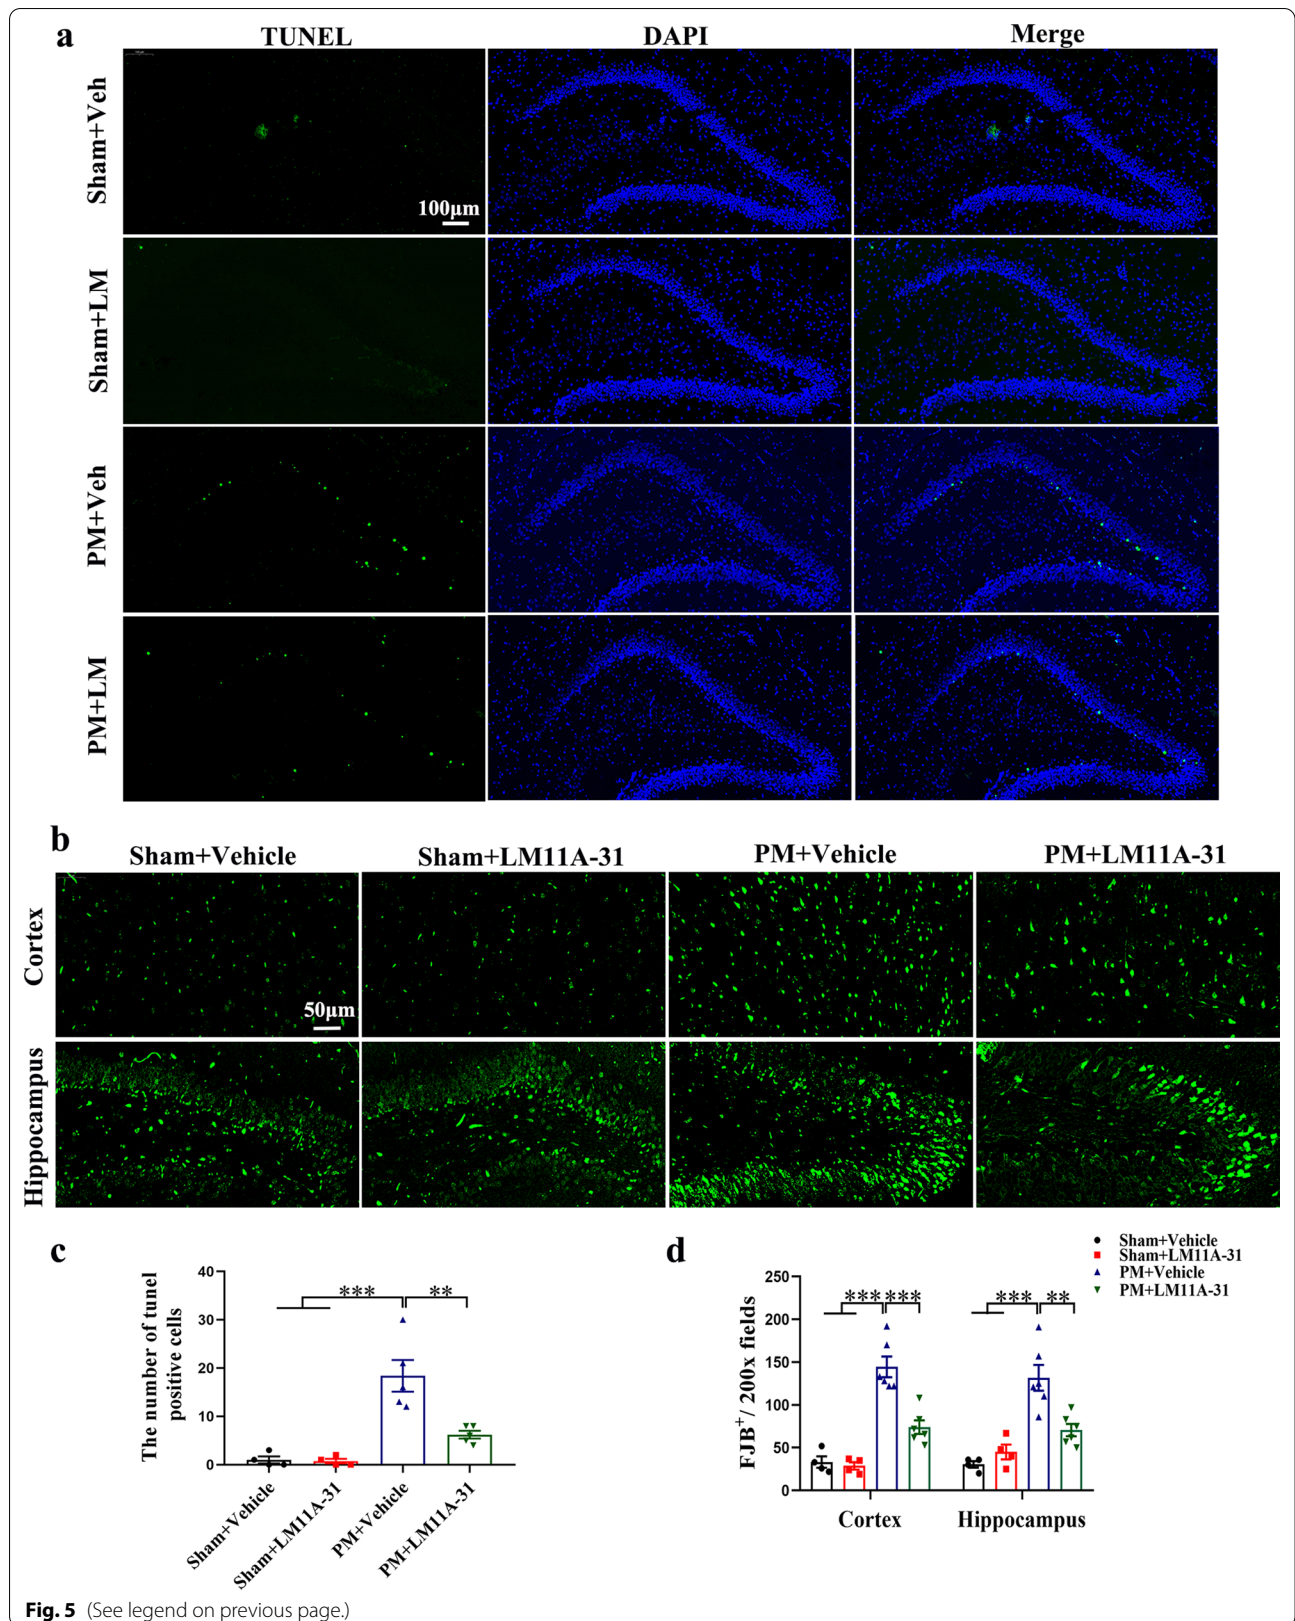 a
TUNEL DAPI Merge
Sham+Veh
100μm
Sham+LM
PM+Veh
PM+LM
b
Sham+Vehicle Sham+LM11A-31 PM+Vehicle PM+LM11A-31
Cortex
50μm
Hippocampus
c
The number of tunel
positive cells
40
30
20
10
0
*** **
Sham+Vehicle
Sham+LM11A-31
PM+Vehicle
PM+LM11A-31
d
Sham+Vehicle
Sham+LM11A-31
PM+Vehicle
PM+LM11A-31
FJB+/ 200x fields
250
200
150
100
50
0
*** *** *** **
Cortex Hippocampus
Fig. 5 (See legend on previous page.)